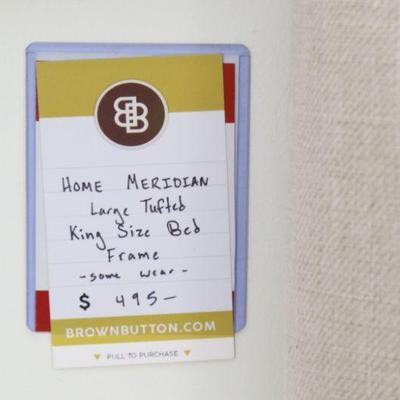 BB
HOME MERIDIAN
Large Tufted
King Size Bed
Frame
- some wear -
$ 495 —
BROWNBUTTON.COM
▼ PULL TO PURCHASE ▼